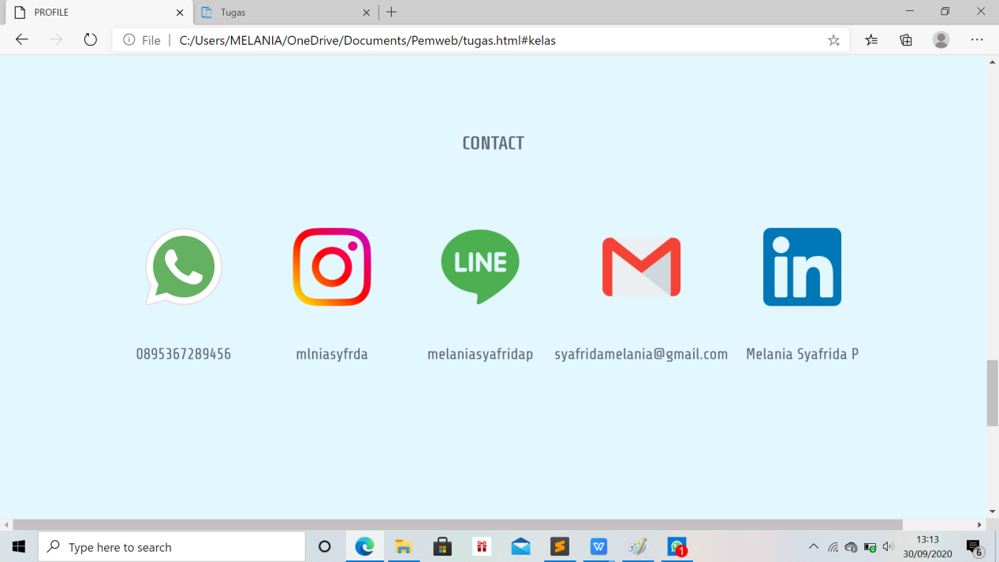 PROFILE
Tugas
File
C:/Users/MELANIA/OneDrive/Documents/Pemweb/tugas.html#kelas
CONTACT
LINE
in
0895367289456
mlniasyfrda
melaniasyafridap
syafridamelania@gmail.com
Melania Syafrida P
Type here to search
W
1
13:13
30/09/2020
6